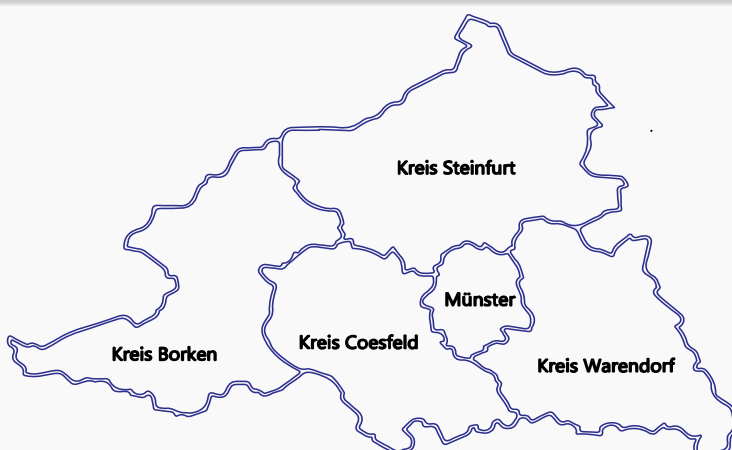 Kreis Steinfurt
Münster
Kreis Coesfeld
Kreis Borken
Kreis Warendorf